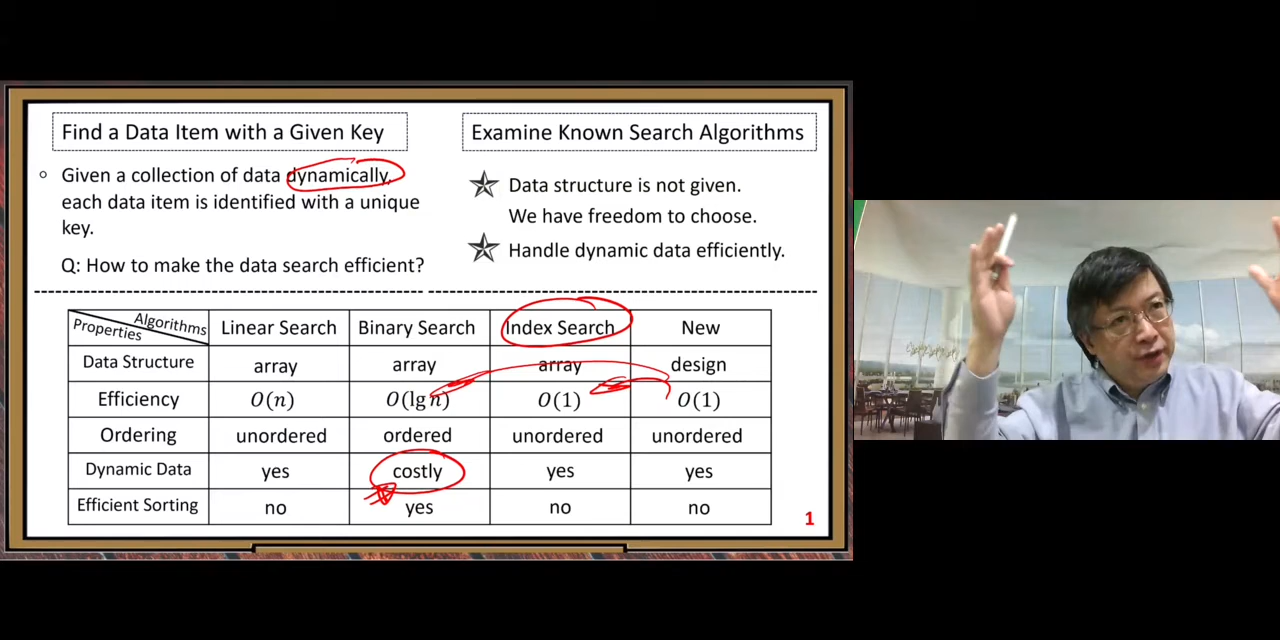 Find a Data Item with a Given Key
Given a collection of data dynamically,
each data item is identified with a unique
key.
Q: How to make the data search efficient?
Examine Known Search Algorithms
Data structure is not given.
We have freedom to choose.
Handle dynamic data efficiently.
Properties Algorithms Linear Search Binary Search Index Search New
Data Structure array array array design
Efficiency O(n) O(lg n) O(1) O(1)
Ordering unordered ordered unordered unordered
Dynamic Data yes costly yes yes
Efficient Sorting no yes no no
1